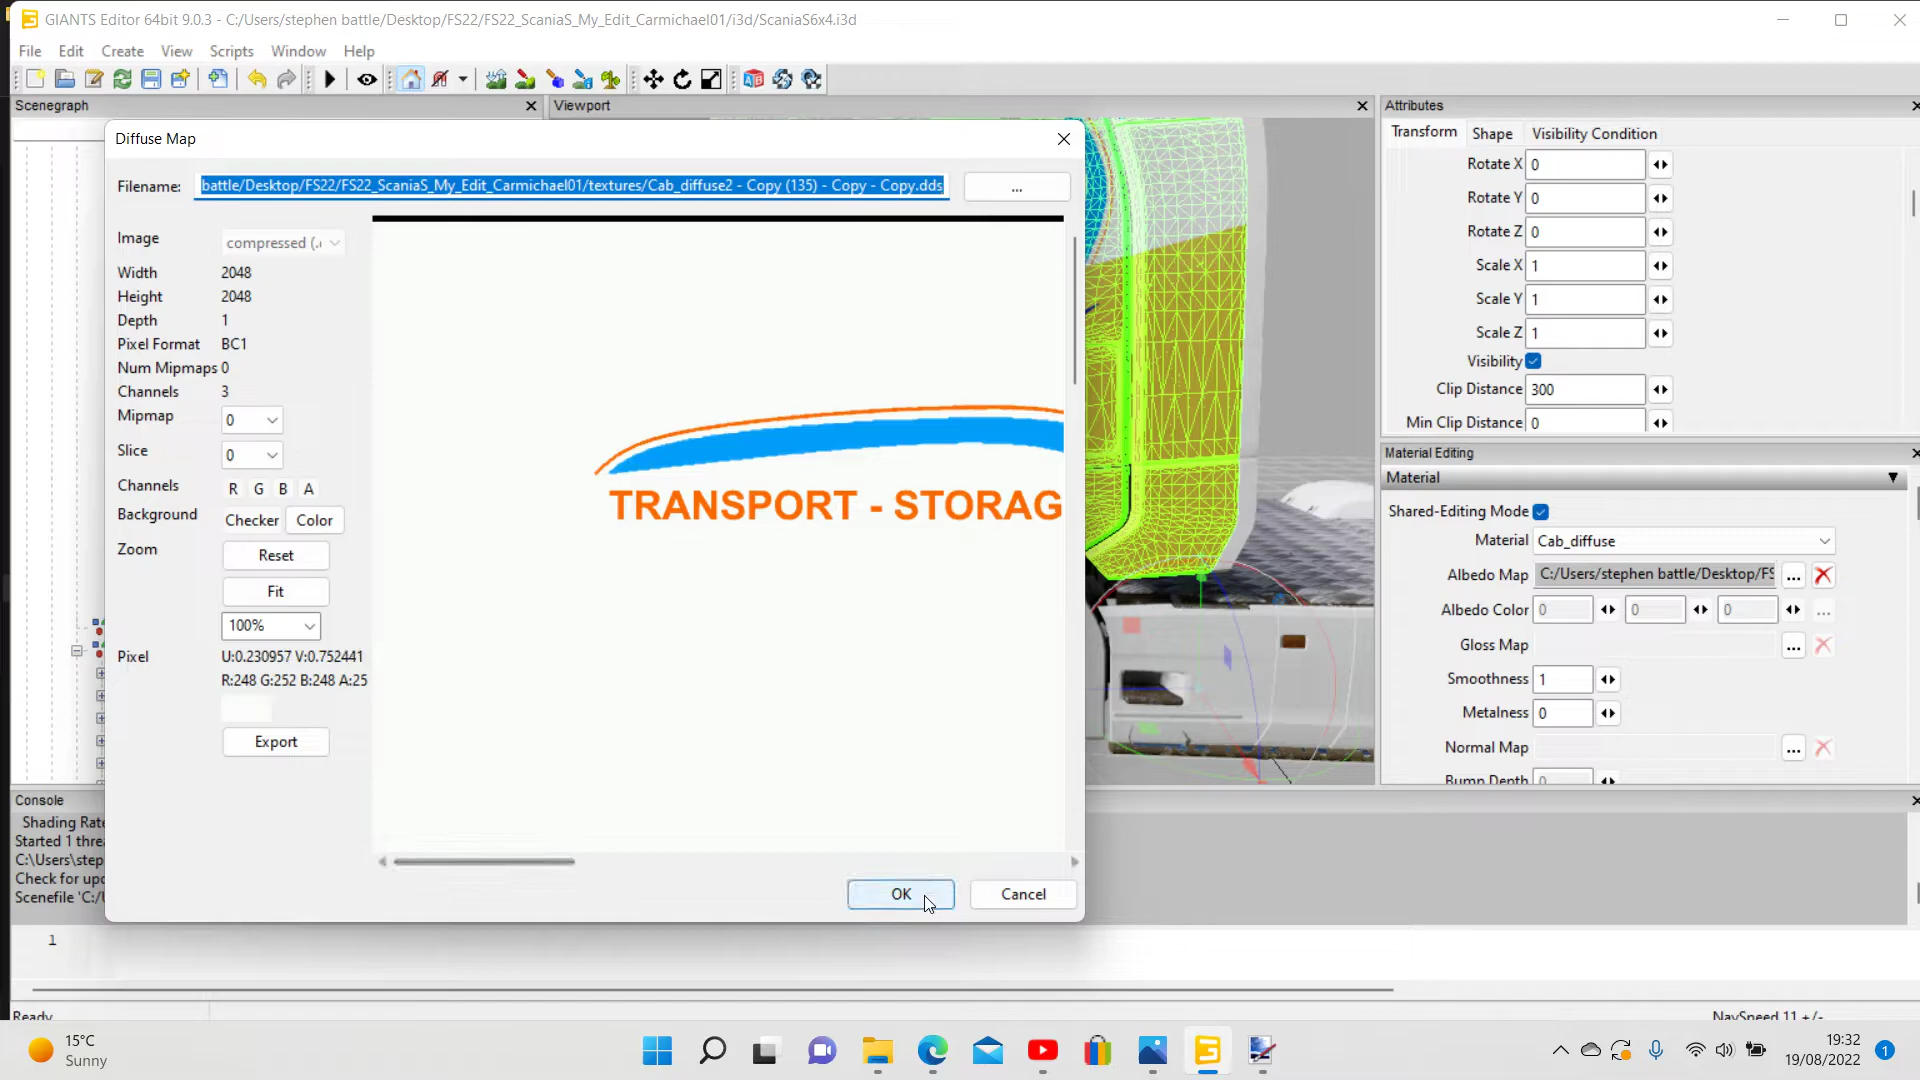 GIANTS Editor 64bit 9.0.3 - C:/Users/stephen battle/Desktop/FS22/FS22_ScaniaS_My_Edit_Carmichael01/i3d/ScaniaS6x4.i3d
File Edit Create View Scripts Window Help
Scenegraph
Viewport
Attributes
Diffuse Map
Filename: battle/Desktop/FS22/FS22_ScaniaS_My_Edit_Carmichael01/textures/Cab_diffuse2 - Copy (135) - Copy - Copy.dds ...
Image compressed (.
Width 2048
Height 2048
Depth 1
Pixel Format BC1
Num Mipmaps 0
Channels 3
Mipmap 0
Slice 0
Channels R G B A
Background Checker Color
Zoom Reset
Fit
100%
Pixel U:0.230957 V:0.752441
R:248 G:252 B:248 A:25
Export
TRANSPORT - STORAG
OK Cancel
Transform Shape Visibility Condition
Rotate X 0
Rotate Y 0
Rotate Z 0
Scale X 1
Scale Y 1
Scale Z 1
Visibility
Clip Distance 300
Min Clip Distance 0
Material Editing
Material
Shared-Editing Mode
Material Cab_diffuse
Albedo Map C:/Users/stephen battle/Desktop/FS ...
Albedo Color 0 0 0 ...
Gloss Map ...
Smoothness 1
Metalness 0
Normal Map ...
Bump Depth 0
Console
Shading Rate
Started 1 threa
C:\Users\step
Check for upd
Scenefile 'C:/U
1
Ready
NavSpeed 11 +/-
15°C
Sunny
19:32
19/08/2022
1